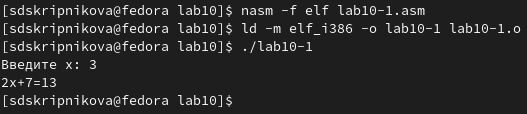 [sdskripnikova@fedora lab10]$ nasm -f elf lab10-1.asm
[sdskripnikova@fedora lab10]$ ld -m elf_i386 -o lab10-1 lab10-1.o
[sdskripnikova@fedora lab10]$ ./lab10-1
Введите x: 3
2x+7=13
[sdskripnikova@fedora lab10]$